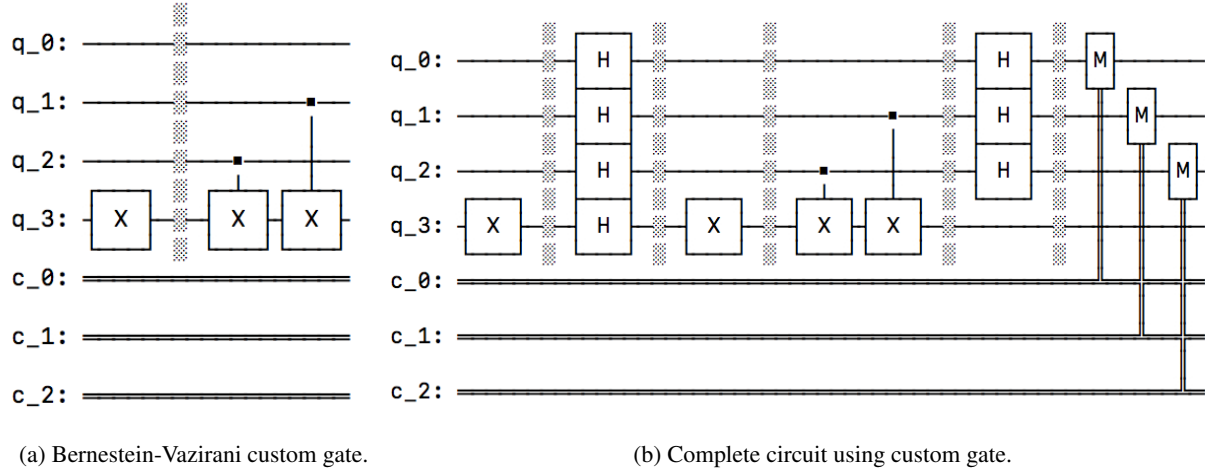 q_0:
q_1:
q_2:
q_3: X X X
c_0:
c_1:
c_2:
(a) Bernestein-Vazirani custom gate.
q_0: H H M
q_1: H H M
q_2: H H M
q_3: X H X X X
c_0:
c_1:
c_2:
(b) Complete circuit using custom gate.